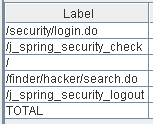 Label
/security/login.do
/j_spring_security_check
/
/finder/hacker/search.do
/j_spring_security_logout
TOTAL